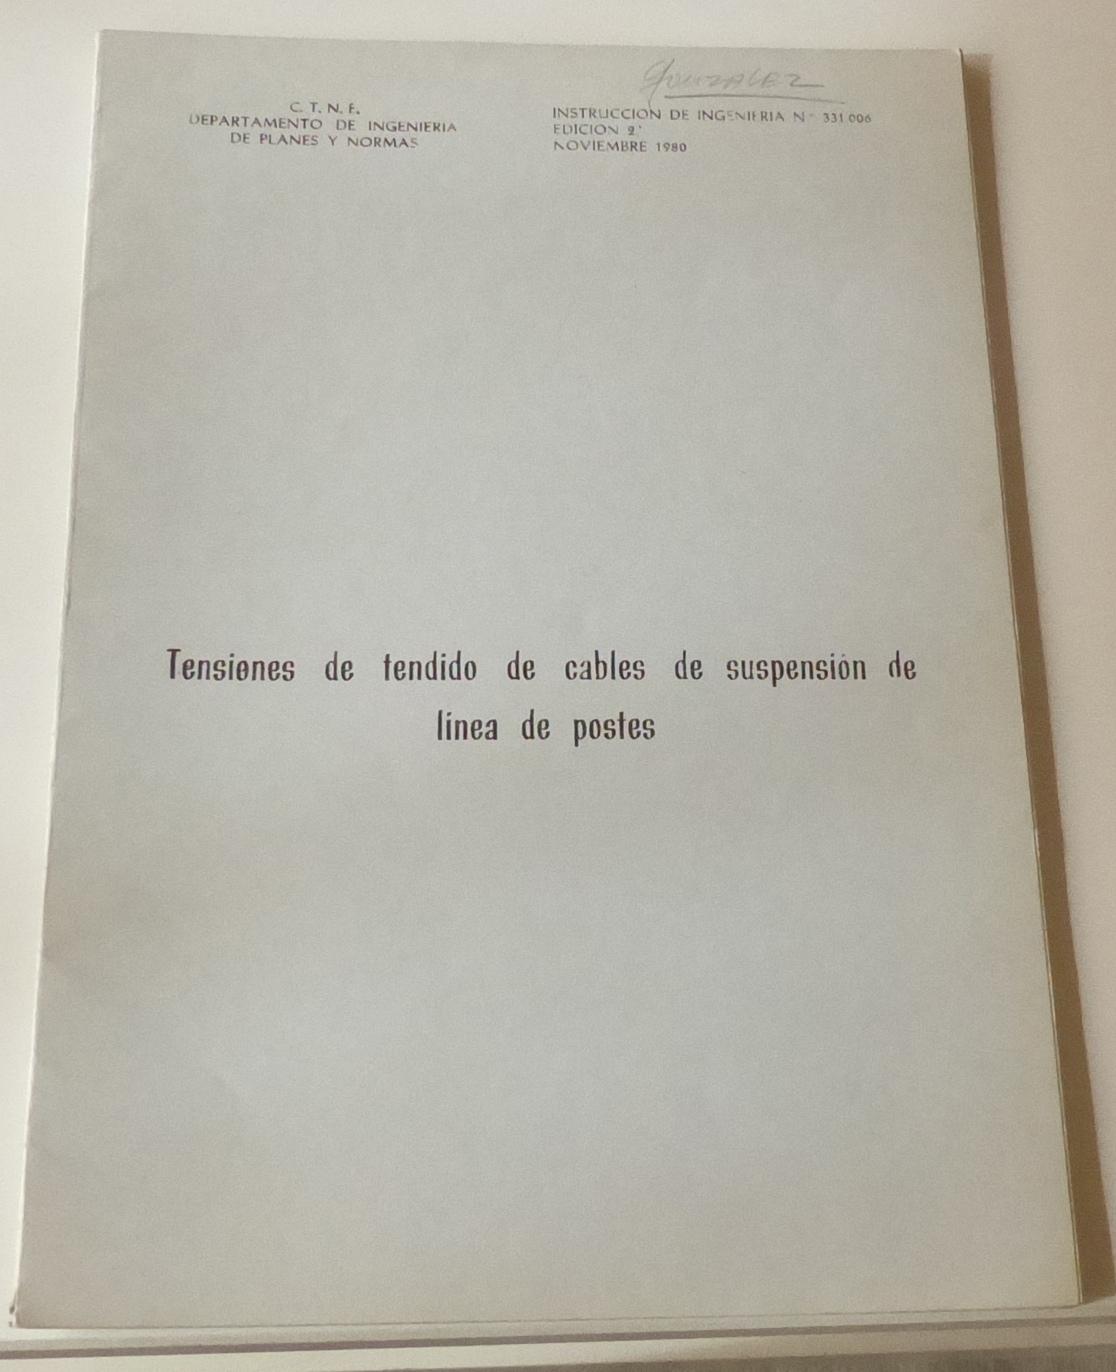 GONZALEZ
C. T. N. E.
DEPARTAMENTO DE INGENIERIA
DE PLANES Y NORMAS
INSTRUCCION DE INGENIERIA N.° 331.006
EDICION 2ª
NOVIEMBRE 1980
Tensiones de tendido de cables de suspensión de
línea de postes